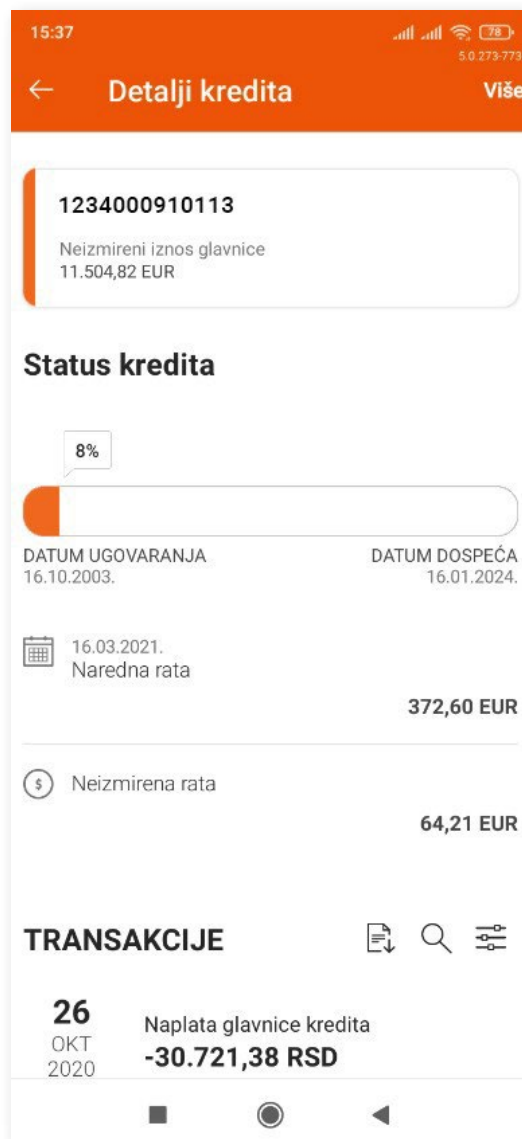 15:37
78
5.0.273-773
Detalji kredita
Više
1234000910113
Neizmireni iznos glavnice
11.504,82 EUR
Status kredita
8%
DATUM UGOVARANJA
16.10.2003.
DATUM DOSPEĆA
16.01.2024.
16.03.2021.
Naredna rata
372,60 EUR
$
Neizmirena rata
64,21 EUR
TRANSAKCIJE
26
OKT
2020
Naplata glavnice kredita
-30.721,38 RSD